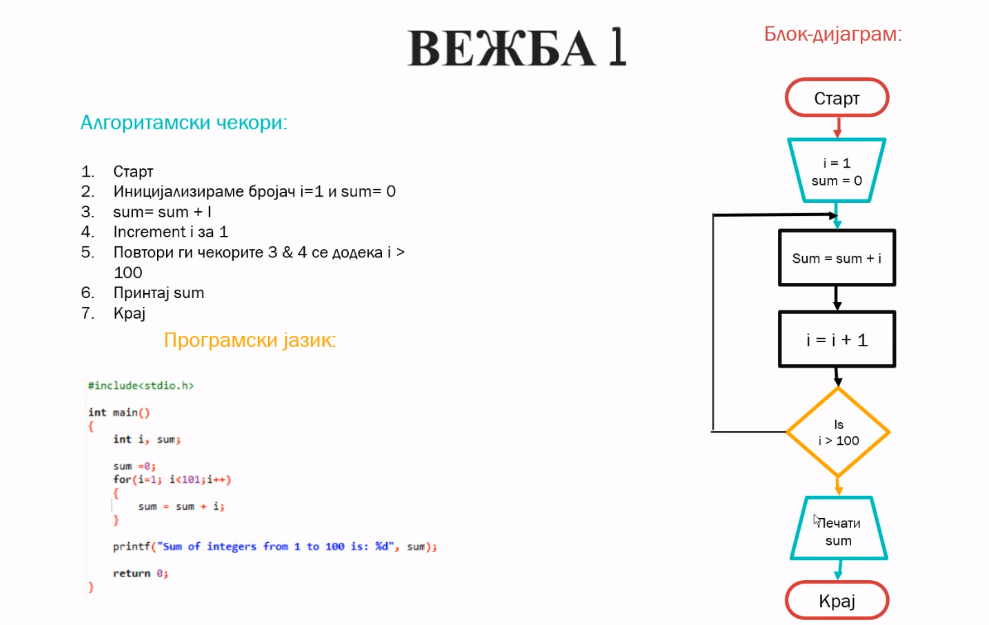 ВЕЖБА 1
Блок-дијаграм:
Алгоритамски чекори:
1. Старт
2. Иницијализираме бројач i=1 и sum= 0
3. sum= sum + I
4. Increment i за 1
5. Повтори ги чекорите 3 & 4 се додека i >
100
6. Принтај sum
7. Крај
Програмски јазик:
#include<stdio.h>
int main()
{
int i, sum;
sum =0;
for(i=1; i<101;i++)
{
sum = sum + i;
}
printf("Sum of integers from 1 to 100 is: %d", sum);
return 0;
}
Старт
i = 1
sum = 0
Sum = sum + i
i = i + 1
Is
i > 100
Печати
sum
Крај